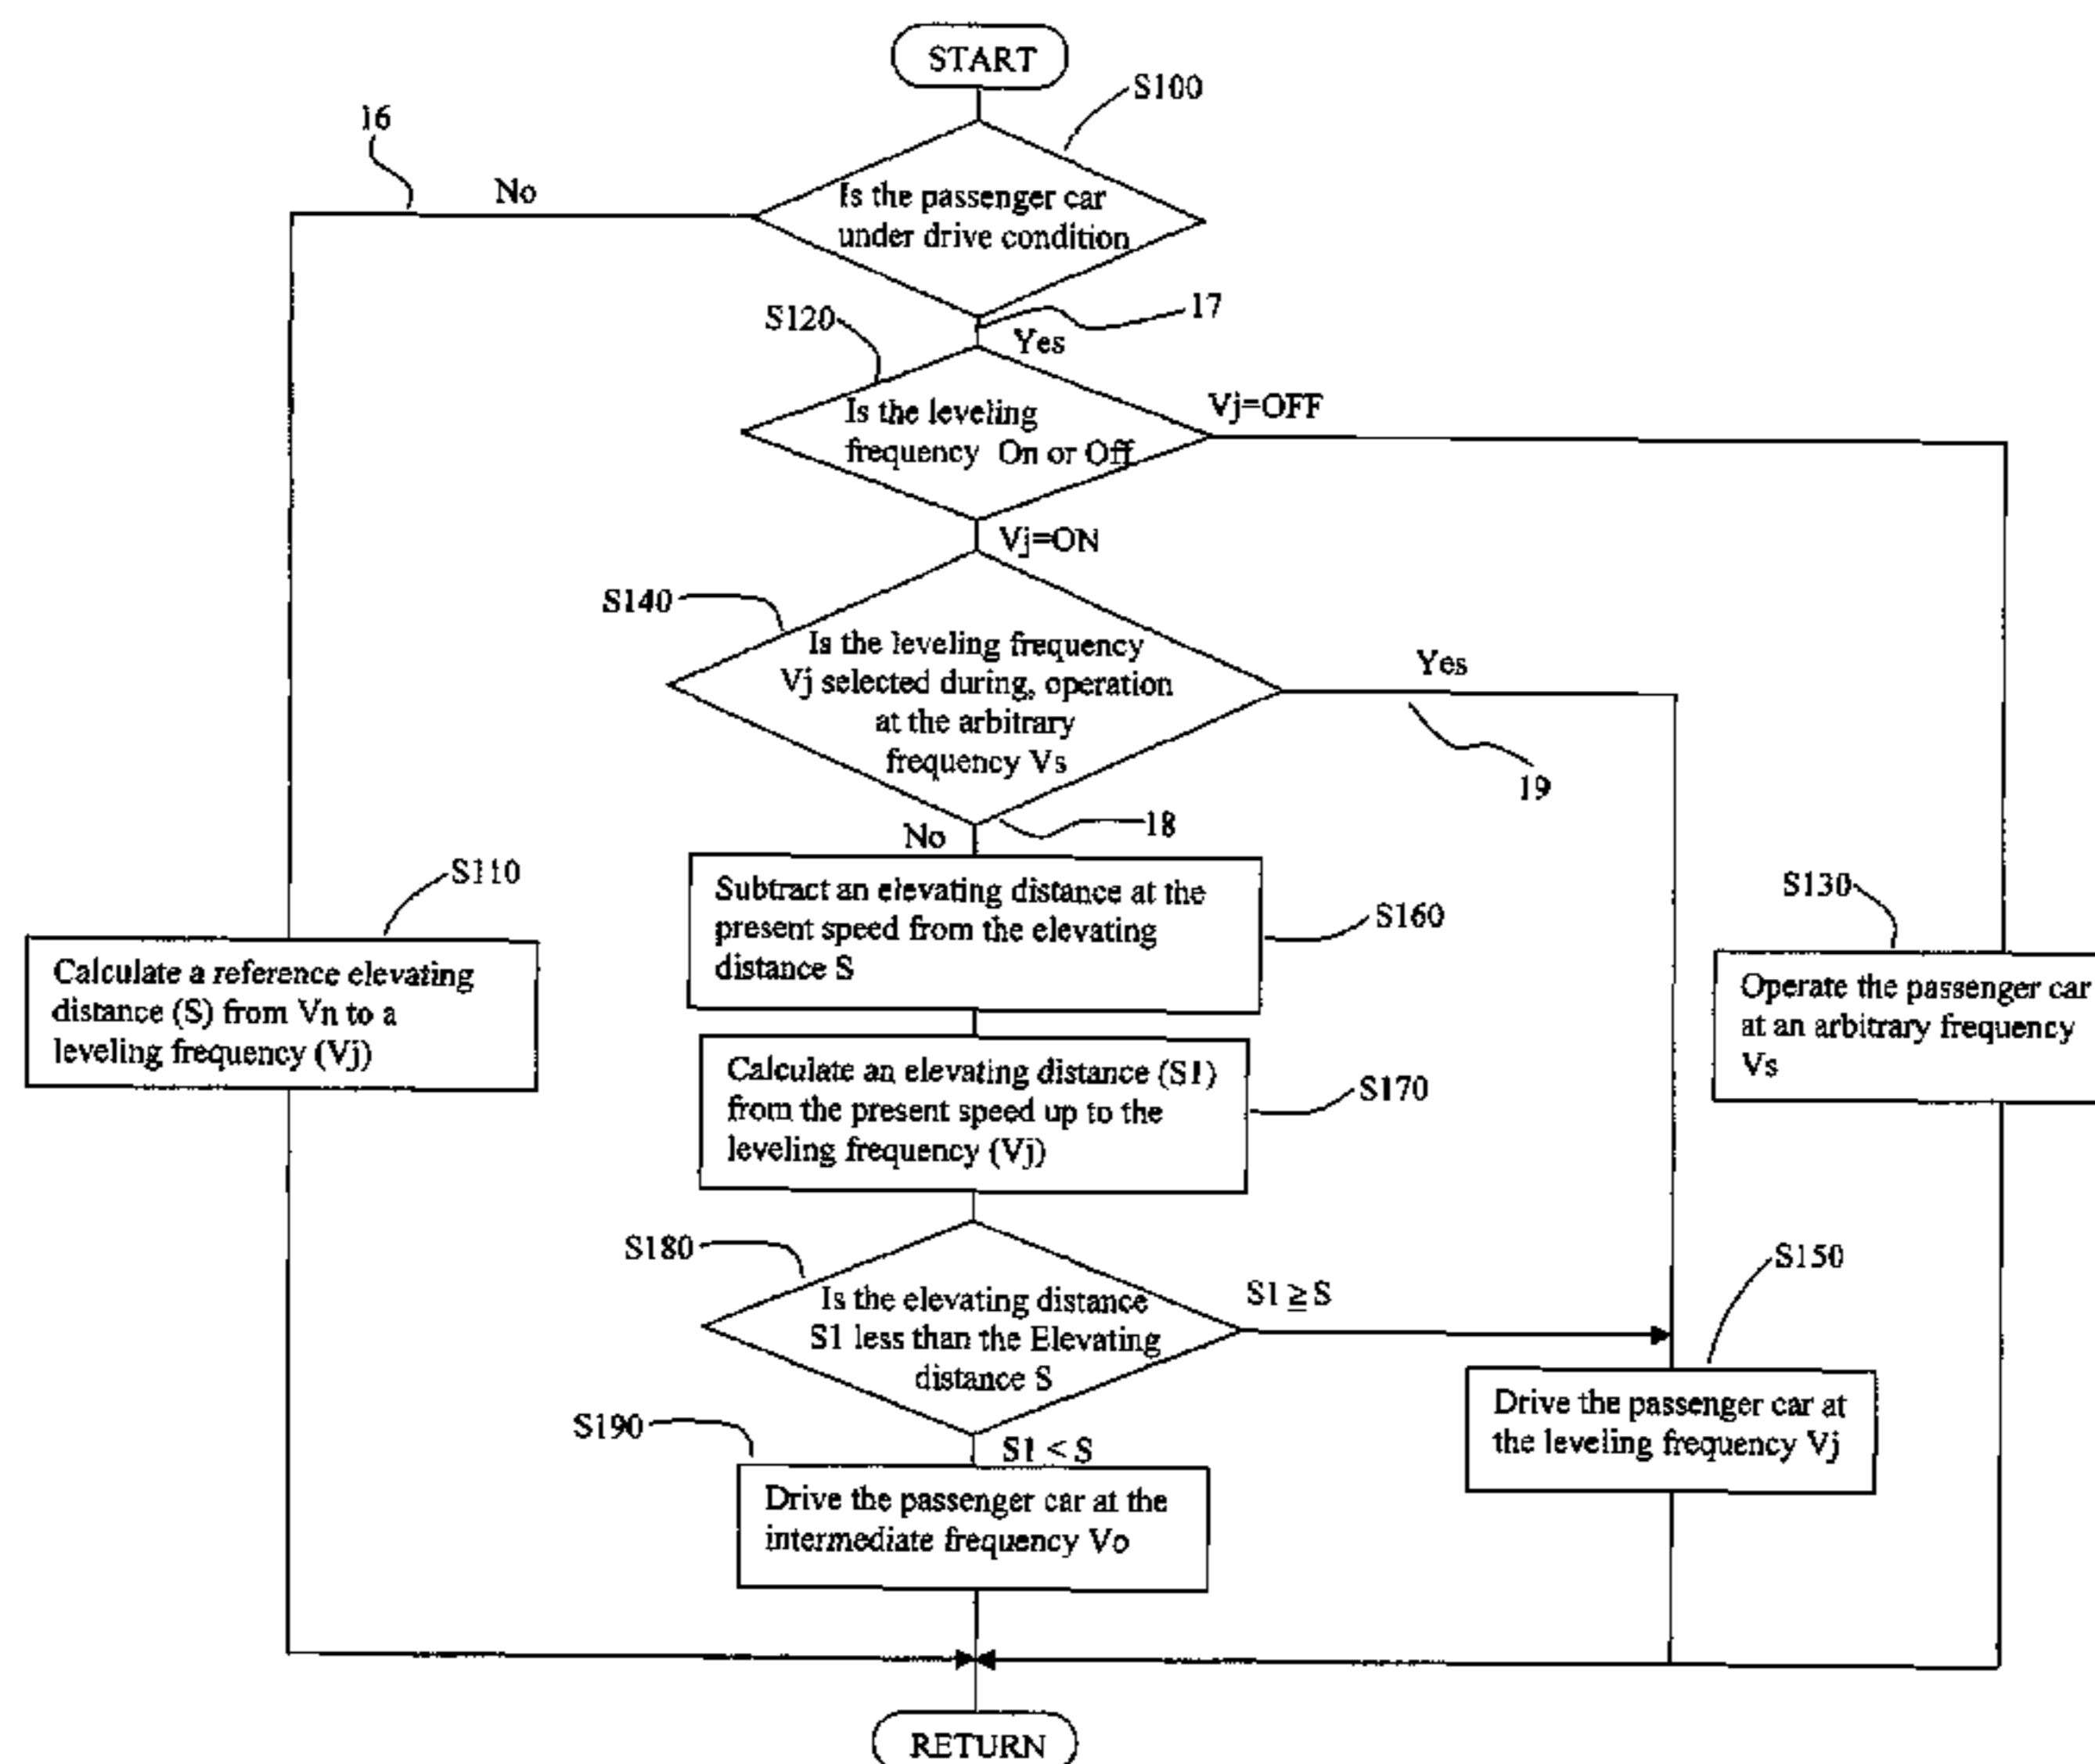 START
S100
16
No
Is the passenger car
under drive condition
17
S120
Yes
Is the leveling
frequency On or Off
Vj=OFF
Vj=ON
S140
Is the leveling frequency
Vj selected during, operation
at the arbitrary
frequency Vs
Yes
19
No
18
S110
Calculate a reference elevating
distance (S) from Vn to a
leveling frequency (Vj)
Subtract an elevating distance at the
present speed from the elevating
distance S
S160
S130
Operate the passenger car
at an arbitrary frequency
Vs
Calculate an elevating distance (S1)
from the present speed up to the
leveling frequency (Vj)
S170
S180
Is the elevating distance
S1 less than the Elevating
distance S
S1 ≥ S
S150
Drive the passenger car at
the leveling frequency Vj
S190
S1 < S
Drive the passenger car at the
intermediate frequency Vo
RETURN